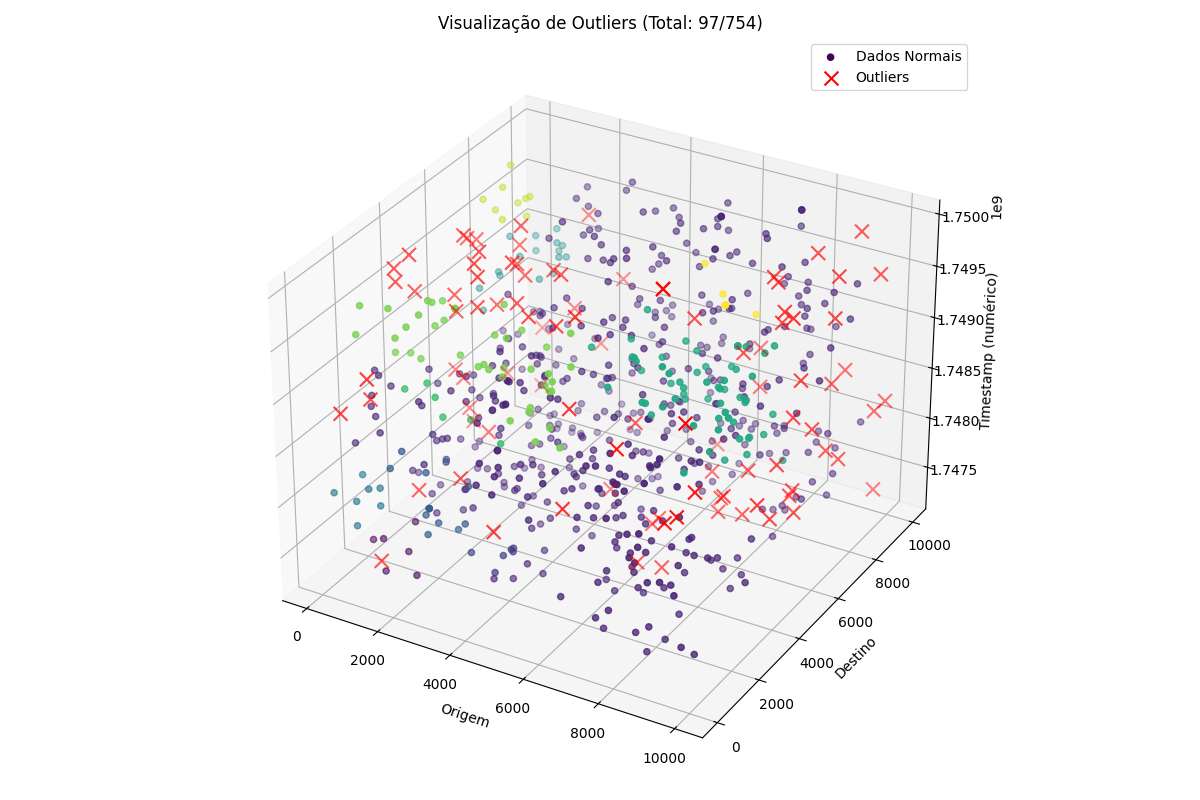 Visualização de Outliers (Total: 97/754)
Dados Normais
Outliers
1e9
1.7500
1.7495
1.7490
1.7485
1.7480
1.7475
Timestamp (numérico)
10000
8000
6000
4000
2000
0
Destino
0
2000
4000
6000
8000
10000
Origem